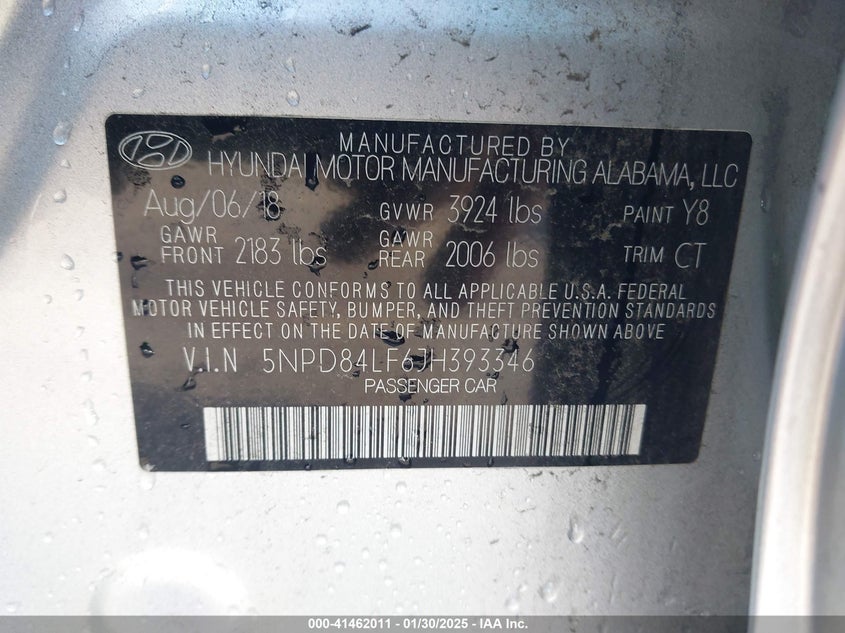 MANUFACTURED BY
HYUNDAI MOTOR MANUFACTURING ALABAMA, LLC
Aug/06/18 GVWR 3924 lbs PAINT Y8
GAWR FRONT 2183 lbs GAWR REAR 2006 lbs TRIM CT
THIS VEHICLE CONFORMS TO ALL APPLICABLE U.S.A. FEDERAL
MOTOR VEHICLE SAFETY, BUMPER, AND THEFT PREVENTION STANDARDS
IN EFFECT ON THE DATE OF MANUFACTURE SHOWN ABOVE
V.I.N 5NPD84LF6JH393346
PASSENGER CAR
000-41462011 - 01/30/2025 - IAA Inc.